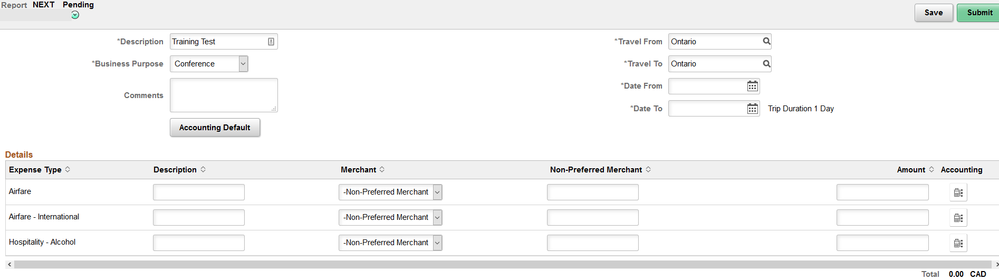 Report NEXT Pending
Save Submit
*Description Training Test *Travel From Ontario
*Business Purpose Conference *Travel To Ontario
Comments *Date From
*Date To Trip Duration 1 Day
Accounting Default
Details
Expense Type Description Merchant Non-Preferred Merchant Amount Accounting
Airfare -Non-Preferred Merchant
Airfare - International -Non-Preferred Merchant
Hospitality - Alcohol -Non-Preferred Merchant
Total 0.00 CAD